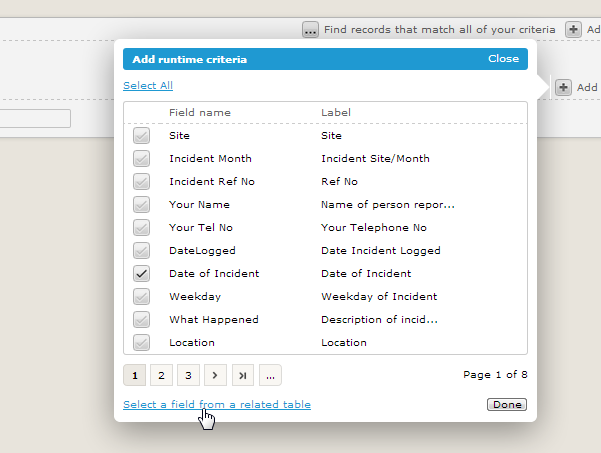 ... Find records that match all of your criteria + Ad
Add runtime criteria Close
Select All
+ Add
Field name Label
Site Site
Incident Month Incident Site/Month
Incident Ref No Ref No
Your Name Name of person repor...
Your Tel No Your Telephone No
DateLogged Date Incident Logged
Date of Incident Date of Incident
Weekday Weekday of Incident
What Happened Description of incid...
Location Location
1 2 3 ... Page 1 of 8
Select a field from a related table Done